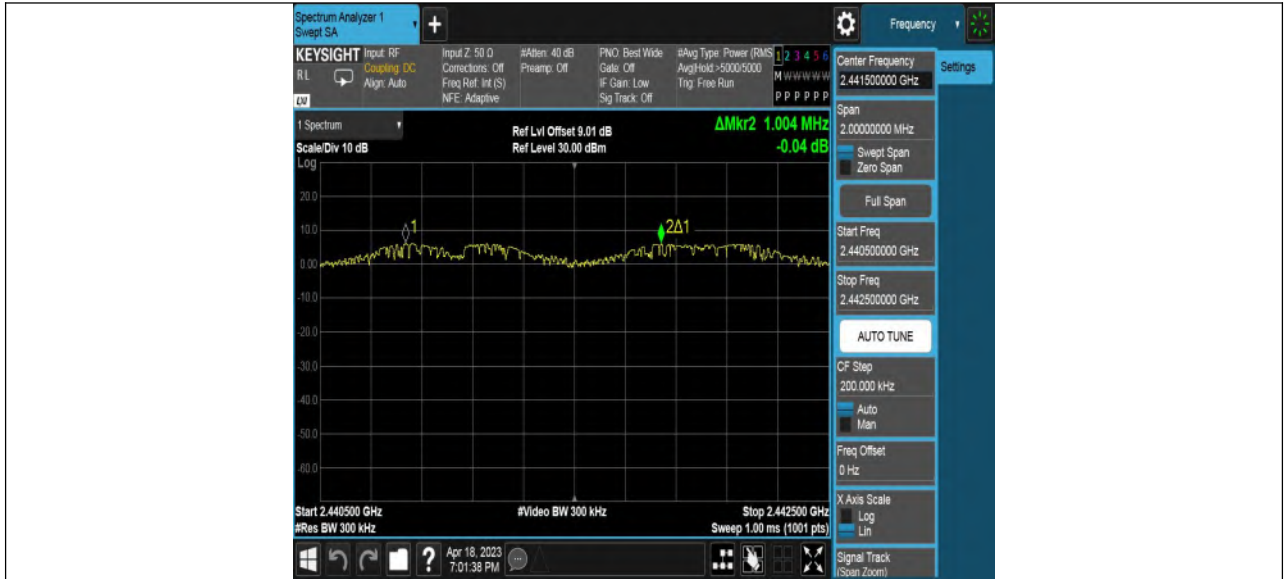 Spectrum Analyzer 1
Swept SA
+
Frequency
KEYSIGHT
RL
LXI
Input: RF
Coupling: DC
Align: Auto
Input Z: 50 Ω
Corrections: Off
Freq Ref: Int (S)
NFE: Adaptive
#Atten: 40 dB
Preamp: Off
PNO: Best Wide
Gate: Off
IF Gain: Low
Sig Track: Off
#Avg Type: Power (RMS
Avg|Hold:>5000/5000
Trig: Free Run
1 2 3 4 5 6
M W W W W W
P P P P P P
1 Spectrum
Scale/Div 10 dB
Log
Ref Lvl Offset 9.01 dB
Ref Level 30.00 dBm
ΔMkr2 1.004 MHz
-0.04 dB
20.0
10.0
0.00
-10.0
-20.0
-30.0
-40.0
-50.0
-60.0
1
2Δ1
Start 2.440500 GHz
#Res BW 300 kHz
#Video BW 300 kHz
Stop 2.442500 GHz
Sweep 1.00 ms (1001 pts)
?
Apr 18, 2023
7:01:38 PM
Center Frequency
2.441500000 GHz
Settings
Span
2.00000000 MHz
Swept Span
Zero Span
Full Span
Start Freq
2.440500000 GHz
Stop Freq
2.442500000 GHz
AUTO TUNE
CF Step
200.000 kHz
Auto
Man
Freq Offset
0 Hz
X Axis Scale
Log
Lin
Signal Track
(Span Zoom)